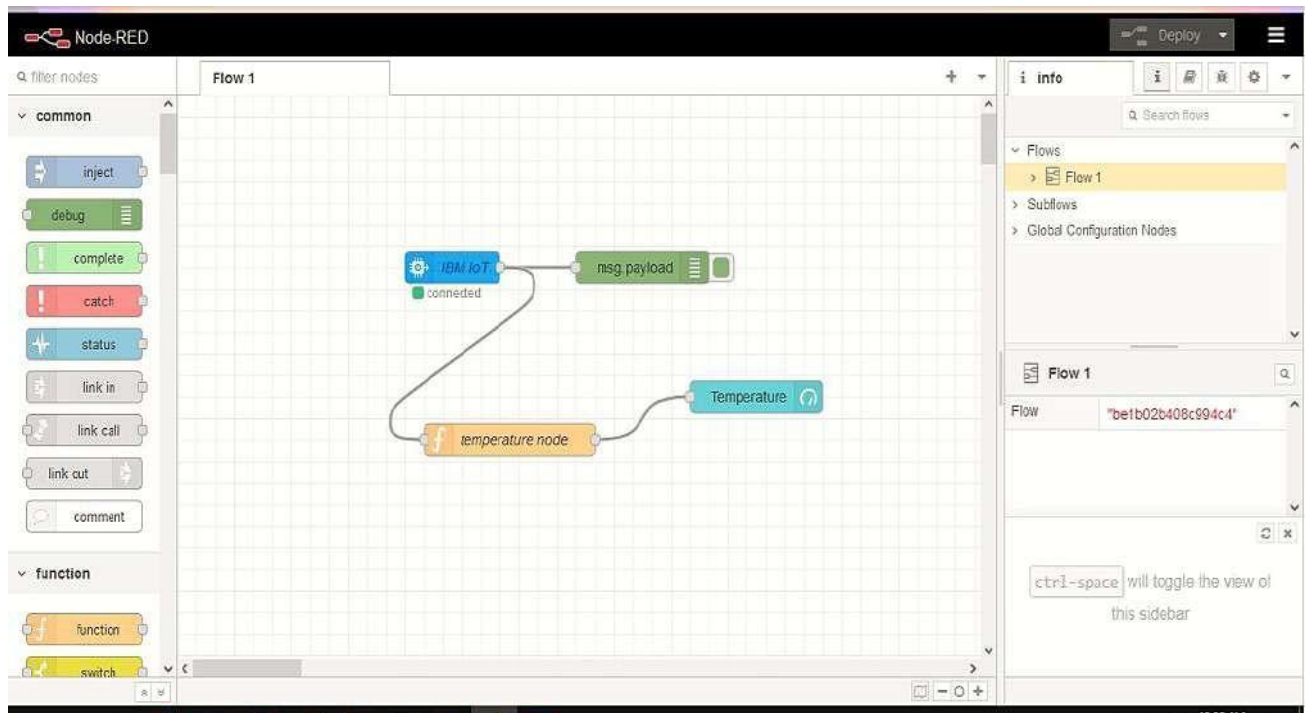 Node-RED
Deploy
filter nodes
Flow 1
i info
Search flows
common
inject
debug
complete
catch
status
link in
link call
link out
comment
function
function
switch
IBM IoT
connected
msg.payload
Temperature
temperature node
Flows
Flow 1
Subflows
Global Configuration Nodes
Flow 1
Flow "be1b02b408c994c4"
ctrl-space will toggle the view of
this sidebar